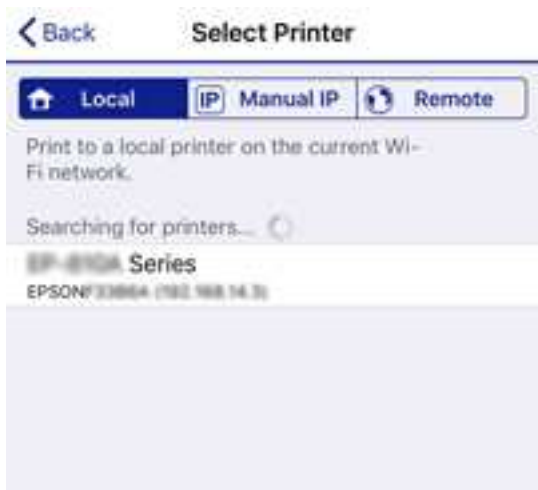 Back Select Printer
Local IP Manual IP Remote
Print to a local printer on the current Wi-
Fi network.
Searching for printers...
Series
EPSON